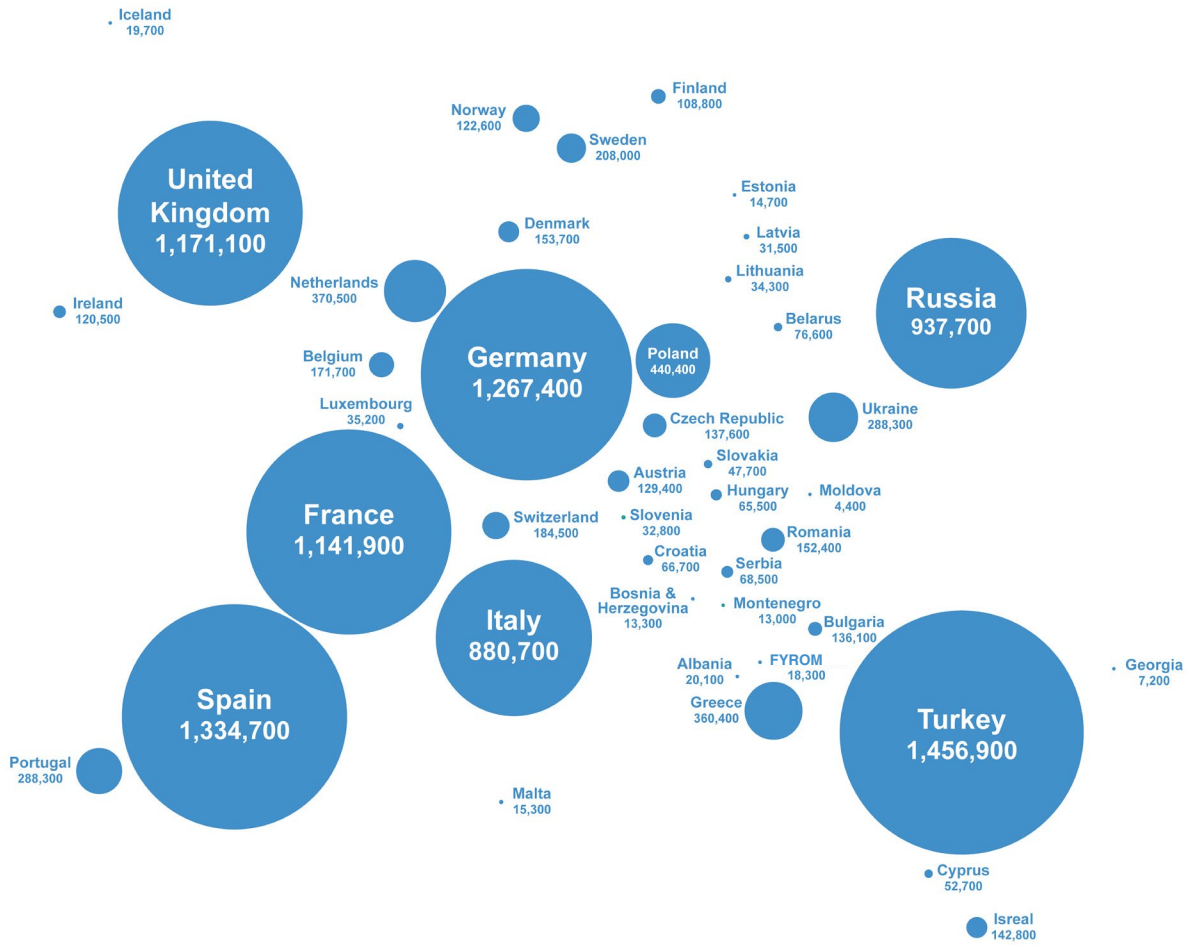 Iceland
19,700
Finland
108,800
Norway
122,600
Sweden
208,000
United
Kingdom
1,171,100
Estonia
14,700
Denmark
153,700
Latvia
31,500
Lithuania
34,300
Netherlands
370,500
Russia
937,700
Ireland
120,500
Belarus
76,600
Belgium
171,700
Germany
1,267,400
Poland
440,400
Luxembourg
35,200
Czech Republic
137,600
Ukraine
288,300
Slovakia
47,700
Austria
129,400
Hungary
65,500
Moldova
4,400
France
1,141,900
Switzerland
184,500
Slovenia
32,800
Romania
152,400
Croatia
66,700
Serbia
68,500
Bosnia &
Herzegovina
13,300
Montenegro
13,000
Italy
880,700
Bulgaria
136,100
Albania
20,100
FYROM
18,300
Georgia
7,200
Spain
1,334,700
Greece
360,400
Turkey
1,456,900
Portugal
288,300
Malta
15,300
Cyprus
52,700
Isreal
142,800